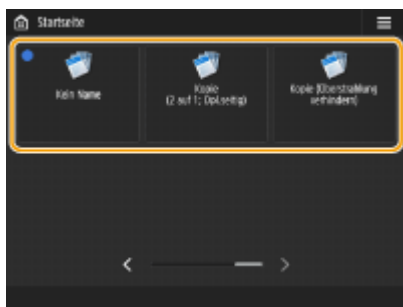 Startseite
Kein Name
Kopie
(2 auf 1; Dpl.seitig)
Kopie (Überstrahlung
verhindern)